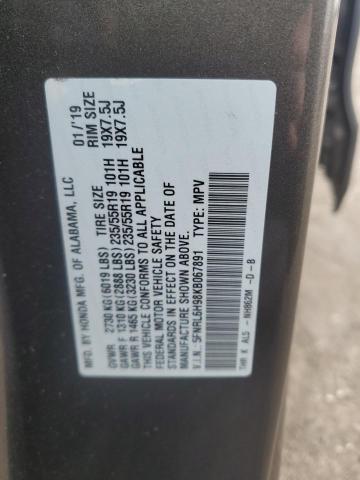 MFD. BY HONDA MFG. OF ALABAMA, LLC 01/'19
GVWR 2730 KG(6019 LBS) TIRE SIZE RIM SIZE
GAWR F 1310 KG(2888 LBS)235/55R19 101H 19X7.5J
GAWR R 1465 KG(3230 LBS)235/55R19 101H 19X7.5J
THIS VEHICLE CONFORMS TO ALL APPLICABLE
FEDERAL MOTOR VEHICLE SAFETY
STANDARDS IN EFFECT ON THE DATE OF
MANUFACTURE SHOWN ABOVE.
V.I.N.: 5FNRL6H98KB067891 TYPE: MPV
THR K AL5 - NH862M -D-B